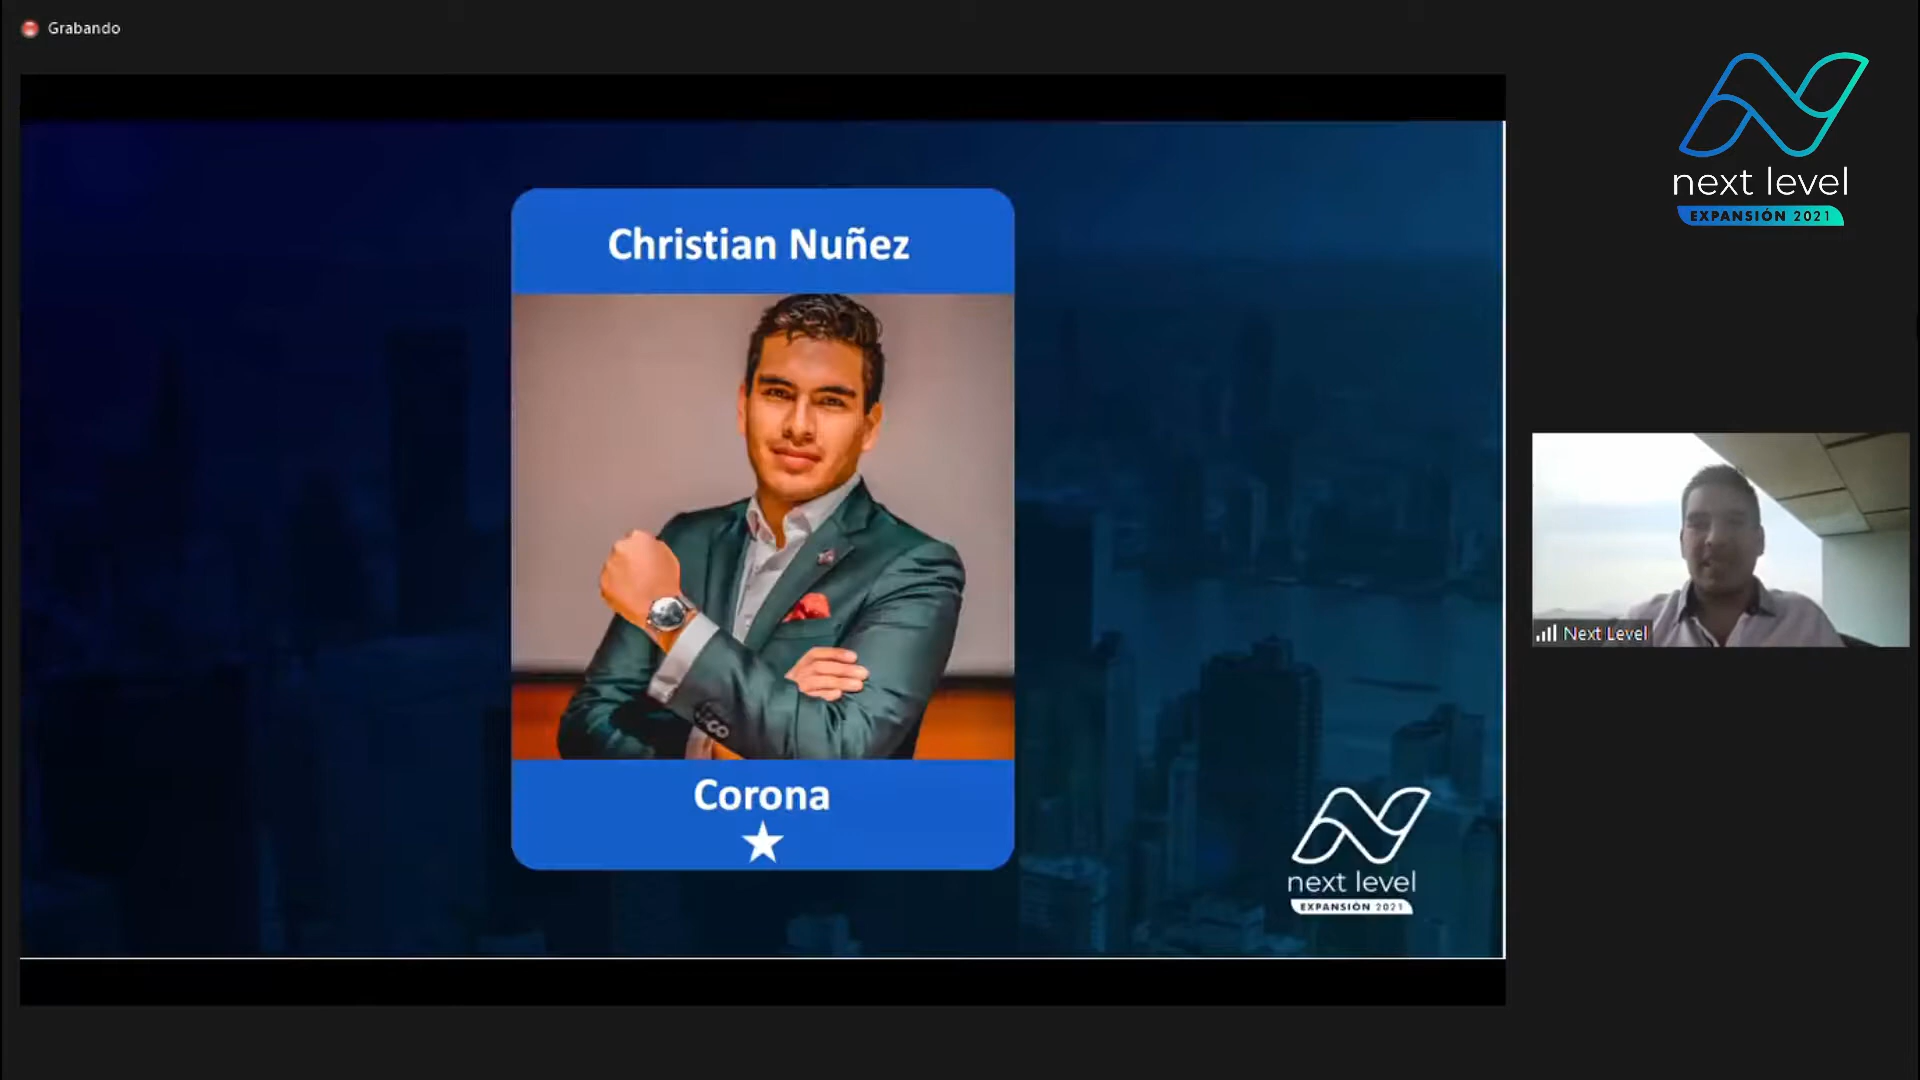 Grabando
next level
EXPANSIÓN 2021
Christian Nuñez
Corona
next level
EXPANSIÓN 2021
Next Level